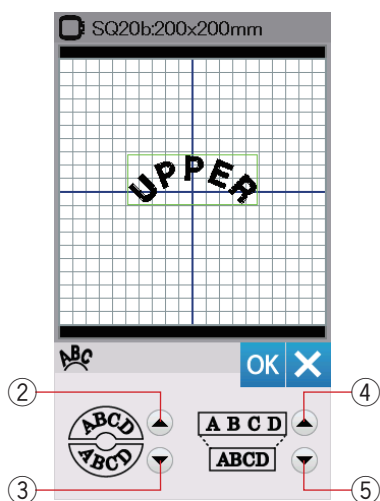 SQ20b:200x200mm
UPPER
ABC
OK
② ④
ABCD
A B C D
ABCD
ABCD
③ ⑤